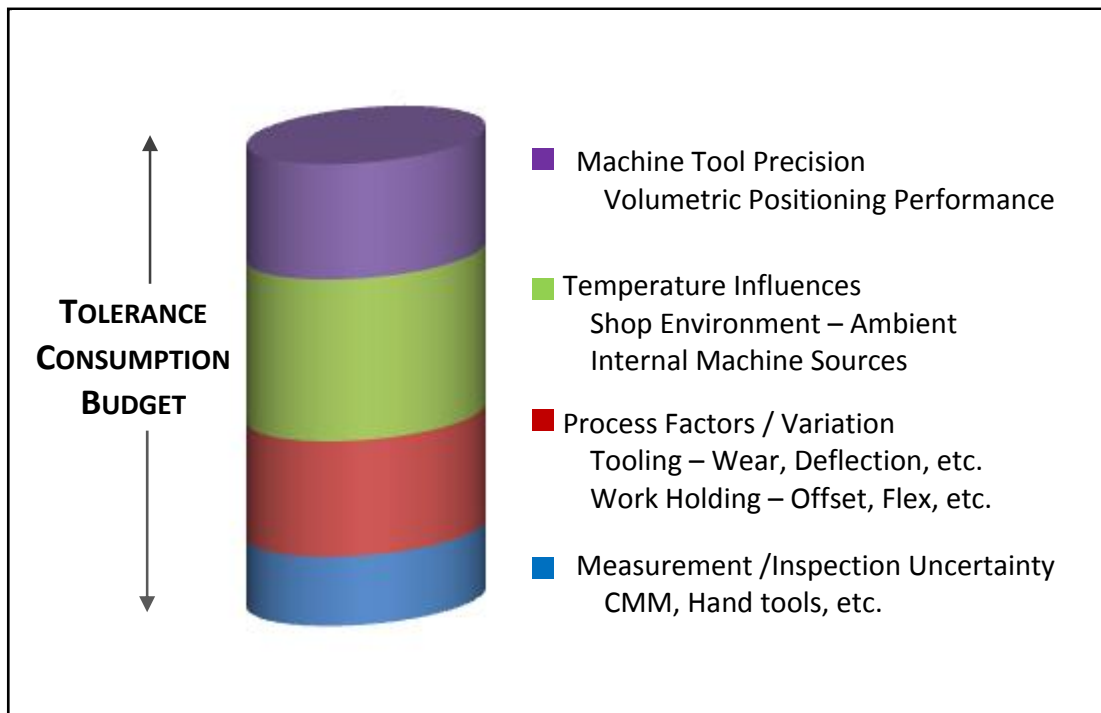 TOLERANCE
CONSUMPTION
BUDGET
Machine Tool Precision
Volumetric Positioning Performance
Temperature Influences
Shop Environment – Ambient
Internal Machine Sources
Process Factors / Variation
Tooling – Wear, Deflection, etc.
Work Holding – Offset, Flex, etc.
Measurement /Inspection Uncertainty
CMM, Hand tools, etc.